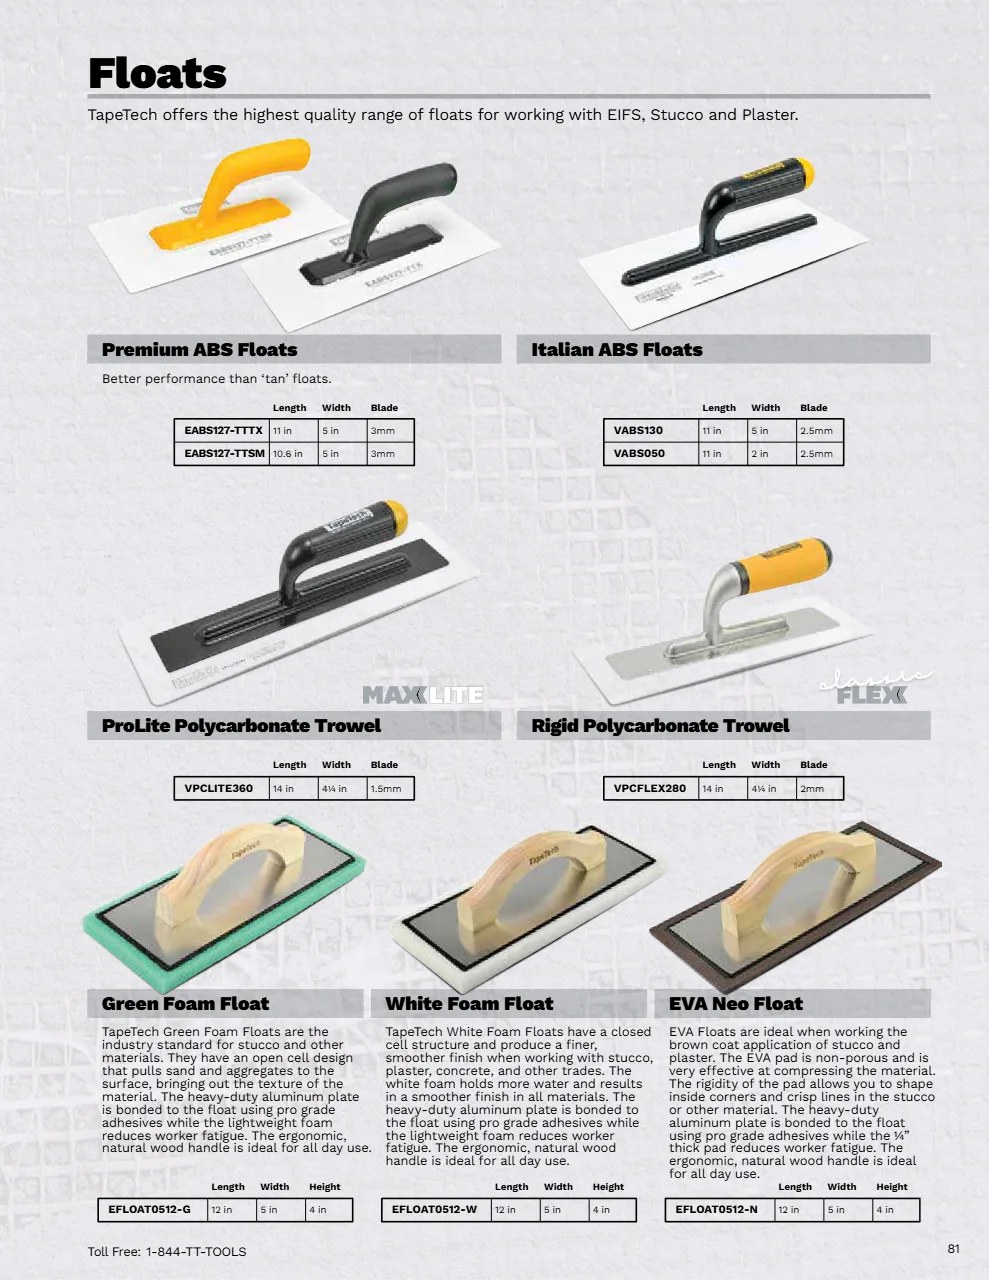 Floats
TapeTech offers the highest quality range of floats for working with EIFS, Stucco and Plaster.
Premium ABS Floats
Better performance than ‘tan’ floats.
Length Width Blade
EABS127-TTTX 11 in 5 in 3mm
EABS127-TTSM 10.6 in 5 in 3mm
Italian ABS Floats
Length Width Blade
VABS130 11 in 5 in 2.5mm
VABS050 11 in 2 in 2.5mm
TapeTech
MAXXLITE
ProLite Polycarbonate Trowel
Length Width Blade
VPCLITE360 14 in 4¼ in 1.5mm
classic
FLEXX
Rigid Polycarbonate Trowel
Length Width Blade
VPCFLEX280 14 in 4¼ in 2mm
TapeTech
TapeTech
TapeTech
Green Foam Float
TapeTech Green Foam Floats are the
industry standard for stucco and other
materials. They have an open cell design
that pulls sand and aggregates to the
surface, bringing out the texture of the
material. The heavy-duty aluminum plate
is bonded to the float using pro grade
adhesives while the lightweight foam
reduces worker fatigue. The ergonomic,
natural wood handle is ideal for all day use.
Length Width Height
EFLOAT0512-G 12 in 5 in 4 in
White Foam Float
TapeTech White Foam Floats have a closed
cell structure and produce a finer,
smoother finish when working with stucco,
plaster, concrete, and other trades. The
white foam holds more water and results
in a smoother finish in all materials. The
heavy-duty aluminum plate is bonded to
the float using pro grade adhesives while
the lightweight foam reduces worker
fatigue. The ergonomic, natural wood
handle is ideal for all day use.
Length Width Height
EFLOAT0512-W 12 in 5 in 4 in
EVA Neo Float
EVA Floats are ideal when working the
brown coat application of stucco and
plaster. The EVA pad is non-porous and is
very effective at compressing the material.
The rigidity of the pad allows you to shape
inside corners and crisp lines in the stucco
or other material. The heavy-duty
aluminum plate is bonded to the float
using pro grade adhesives while the ¼”
thick pad reduces worker fatigue. The
ergonomic, natural wood handle is ideal
for all day use.
Length Width Height
EFLOAT0512-N 12 in 5 in 4 in
Toll Free: 1-844-TT-TOOLS
81